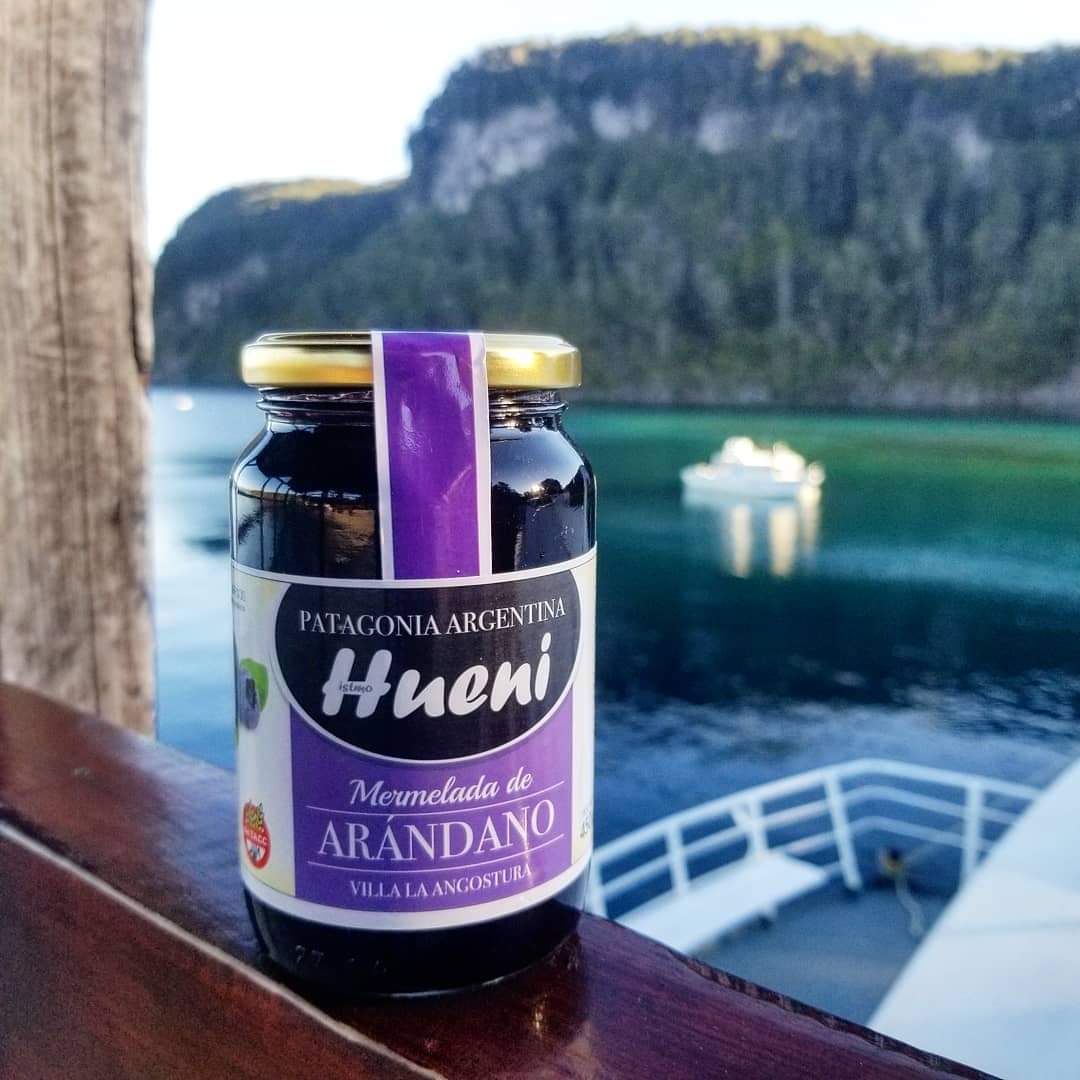 PATAGONIA ARGENTINA
Hueni
istmo
Mermelada de
ARÁNDANO
VILLA LA ANGOSTURA